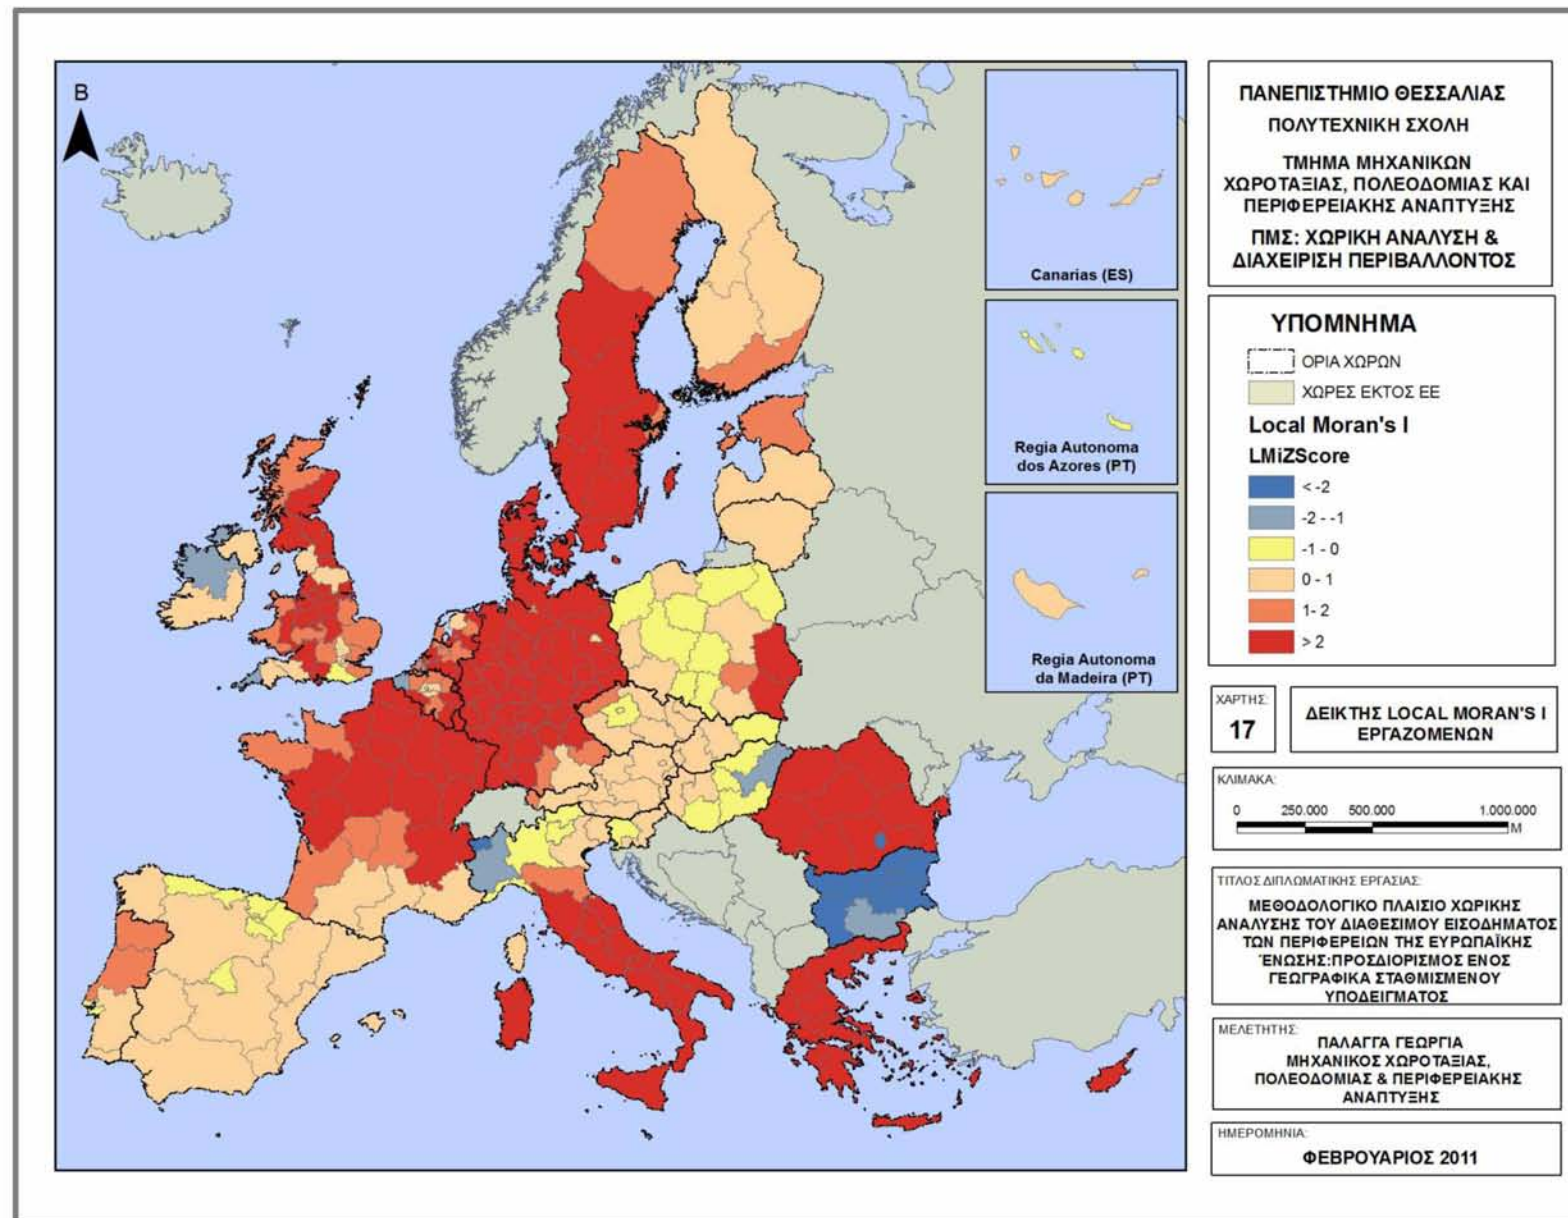 B
Canarias (ES)
Regia Autonoma
dos Azores (PT)
Regia Autonoma
da Madeira (PT)
ΠΑΝΕΠΙΣΤΗΜΙΟ ΘΕΣΣΑΛΙΑΣ
ΠΟΛΥΤΕΧΝΙΚΗ ΣΧΟΛΗ
ΤΜΗΜΑ ΜΗΧΑΝΙΚΩΝ
ΧΩΡΟΤΑΞΙΑΣ, ΠΟΛΕΟΔΟΜΙΑΣ ΚΑΙ
ΠΕΡΙΦΕΡΕΙΑΚΗΣ ΑΝΑΠΤΥΞΗΣ
ΠΜΣ: ΧΩΡΙΚΗ ΑΝΑΛΥΣΗ &
ΔΙΑΧΕΙΡΙΣΗ ΠΕΡΙΒΑΛΛΟΝΤΟΣ
ΥΠΟΜΝΗΜΑ
ΟΡΙΑ ΧΩΡΩΝ
ΧΩΡΕΣ ΕΚΤΟΣ ΕΕ
Local Moran's I
LMiZScore
< -2
-2 - -1
-1 - 0
0 - 1
1- 2
> 2
ΧΑΡΤΗΣ:
17
ΔΕΙΚΤΗΣ LOCAL MORAN'S I
ΕΡΓΑΖΟΜΕΝΩΝ
ΚΛΙΜΑΚΑ:
0 250.000 500.000 1.000.000
M
ΤΙΤΛΟΣ ΔΙΠΛΩΜΑΤΙΚΗΣ ΕΡΓΑΣΙΑΣ:
ΜΕΘΟΔΟΛΟΓΙΚΟ ΠΛΑΙΣΙΟ ΧΩΡΙΚΗΣ
ΑΝΑΛΥΣΗΣ ΤΟΥ ΔΙΑΘΕΣΙΜΟΥ ΕΙΣΟΔΗΜΑΤΟΣ
ΤΩΝ ΠΕΡΙΦΕΡΕΙΩΝ ΤΗΣ ΕΥΡΩΠΑΪΚΗΣ
ΈΝΩΣΗΣ:ΠΡΟΣΔΙΟΡΙΣΜΟΣ ΕΝΟΣ
ΓΕΩΓΡΑΦΙΚΑ ΣΤΑΘΜΙΣΜΕΝΟΥ
ΥΠΟΔΕΙΓΜΑΤΟΣ
ΜΕΛΕΤΗΤΗΣ:
ΠΑΛΑΓΓΑ ΓΕΩΡΓΙΑ
ΜΗΧΑΝΙΚΟΣ ΧΩΡΟΤΑΞΙΑΣ,
ΠΟΛΕΟΔΟΜΙΑΣ & ΠΕΡΙΦΕΡΕΙΑΚΗΣ
ΑΝΑΠΤΥΞΗΣ
ΗΜΕΡΟΜΗΝΙΑ:
ΦΕΒΡΟΥΑΡΙΟΣ 2011